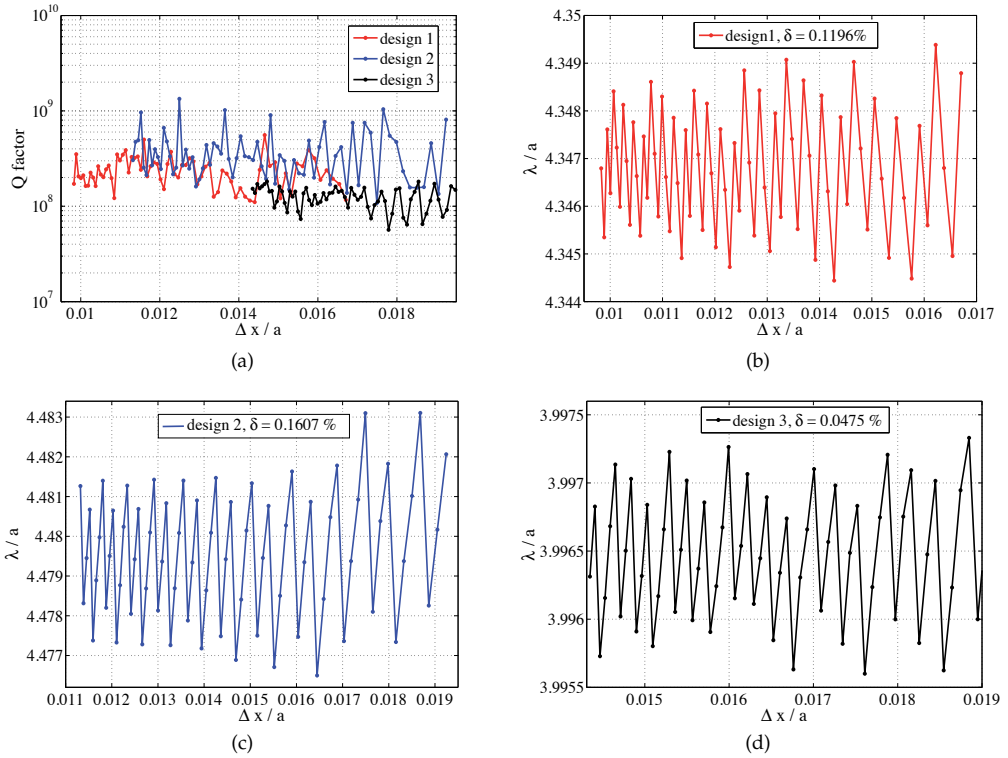 10^10
10^9
10^8
10^7
Q factor
design 1
design 2
design 3
0.01 0.012 0.014 0.016 0.018
Δ x / a
(a)
4.35
4.349
4.348
4.347
4.346
4.345
4.344
λ / a
design1, δ = 0.1196%
0.01 0.011 0.012 0.013 0.014 0.015 0.016 0.017
Δ x / a
(b)
4.483
4.482
4.481
4.48
4.479
4.478
4.477
λ / a
design 2, δ = 0.1607 %
0.011 0.012 0.013 0.014 0.015 0.016 0.017 0.018 0.019
Δ x / a
(c)
3.9975
3.997
3.9965
3.996
3.9955
λ / a
design 3, δ = 0.0475 %
0.015 0.016 0.017 0.018 0.019
Δ x / a
(d)